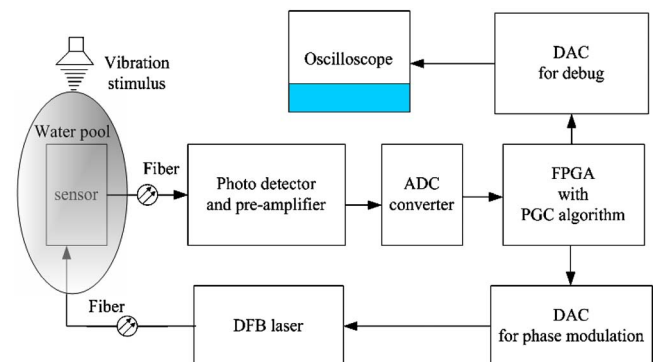 Vibration
stimulus
Oscilloscope
DAC
for debug
Water pool
sensor
Fiber
Photo detector
and pre-amplifier
ADC
converter
FPGA
with
PGC algorithm
Fiber
DFB laser
DAC
for phase modulation